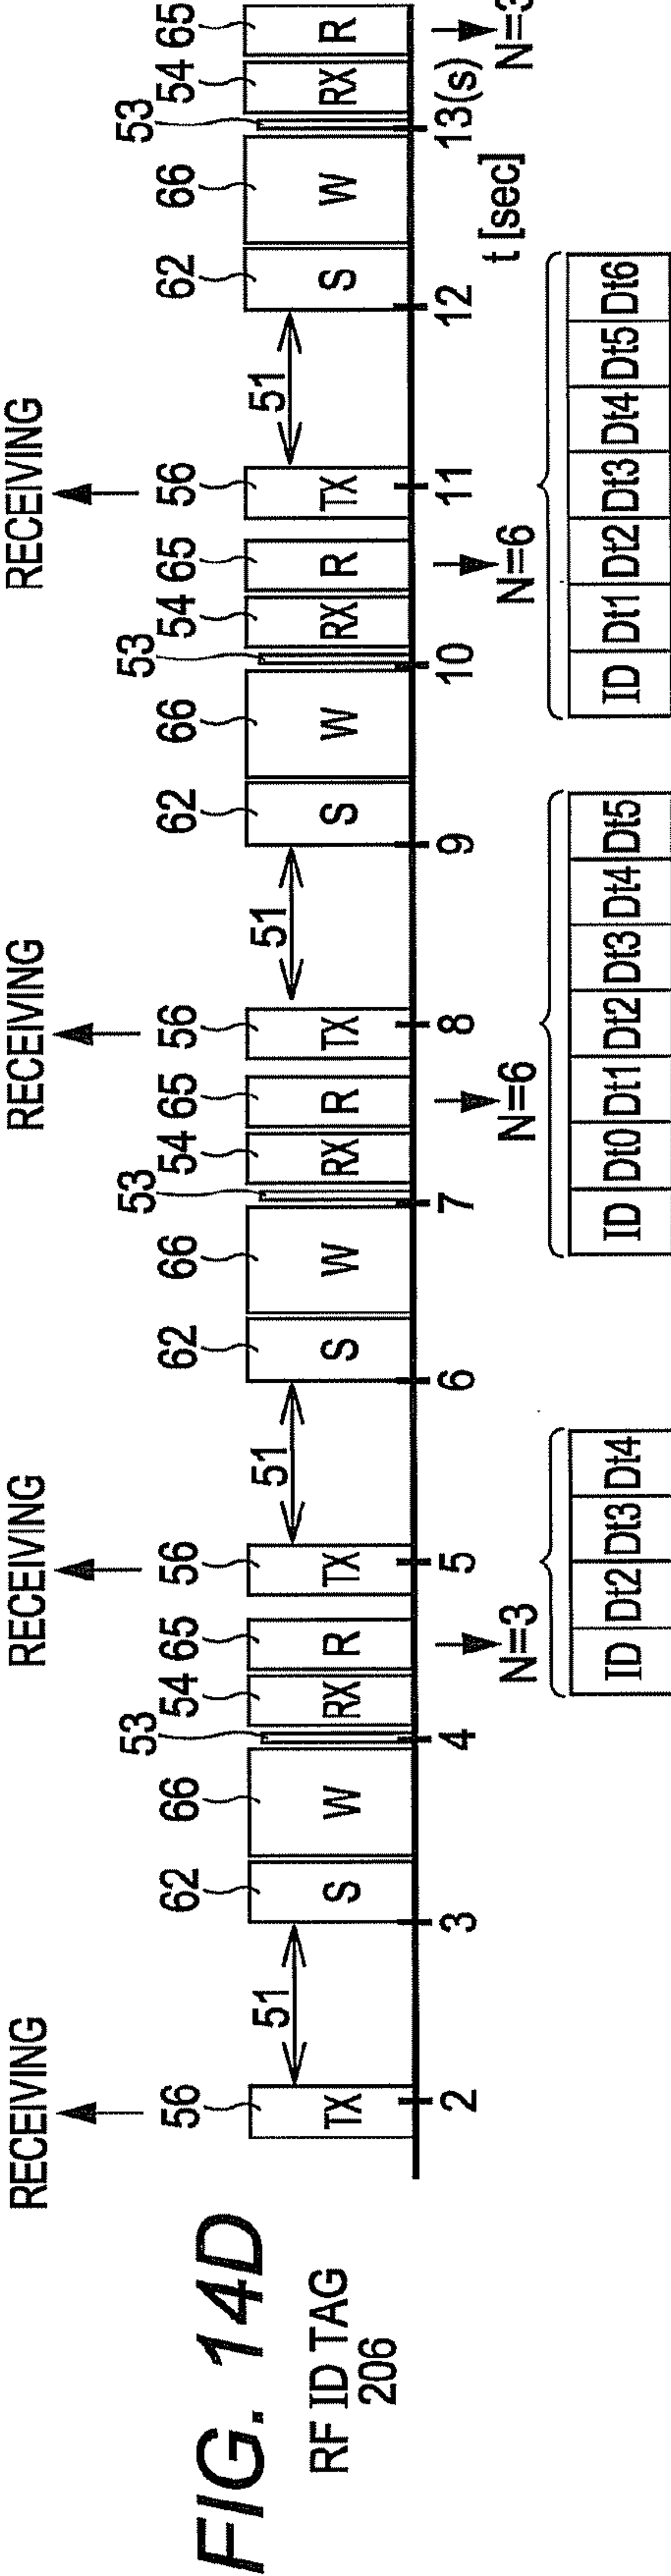 FIG. 14D
RF ID TAG
206
RECEIVING RECEIVING RECEIVING RECEIVING
56 51 62 66 53 54 65 56 51 62 66 53 54 65 56 51 62 66 53 54 65 56 51 62 66 53 54 65
TX S W RX R TX S W RX R TX S W RX R TX S W RX R
2 3 4 5 6 7 8 9 10 11 12 13(s)
t [sec]
N=3 N=6 N=6 N=3
ID Dt2 Dt3 Dt4
ID Dt0 Dt1 Dt2 Dt3 Dt4 Dt5
ID Dt1 Dt2 Dt3 Dt4 Dt5 Dt6